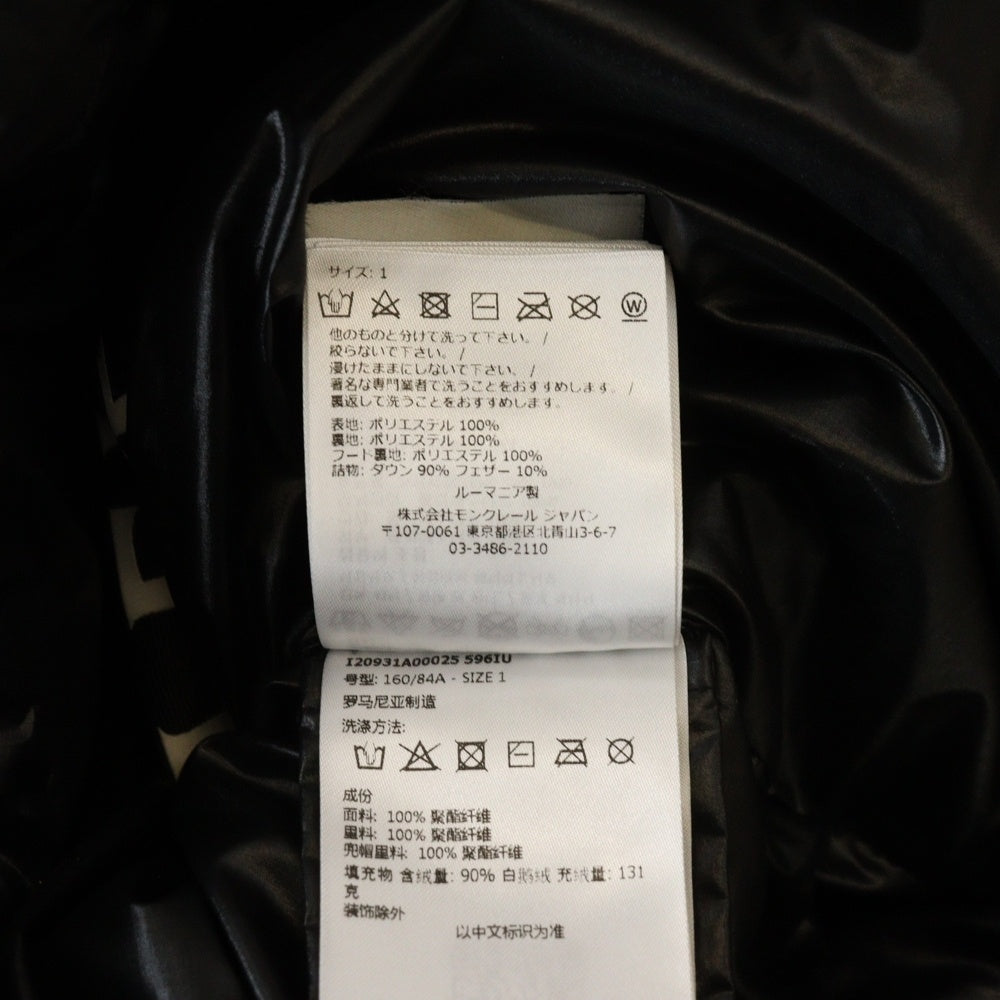 サイズ: 1
W
他のものと分けて洗って下さい。 /
絞らないで下さい。 /
浸けたままにしないで下さい。 /
著名な専門業者で洗うことをおすすめします。 /
裏返して洗うことをおすすめします。
表地: ポリエステル 100%
裏地: ポリエステル 100%
フード裏地: ポリエステル 100%
詰物: ダウン 90% フェザー 10%
ルーマニア製
株式会社モンクレール ジャパン
〒107-0061 東京都港区北青山3-6-7
03-3486-2110
I20931A00025 596IU
号型: 160/84A - SIZE 1
罗马尼亚制造
洗涤方法:
成份
面料: 100% 聚酯纤维
里料: 100% 聚酯纤维
兜帽里料: 100% 聚酯纤维
填充物 含绒量: 90% 白鹅绒 充绒量: 131
克
装饰除外
以中文标识为准